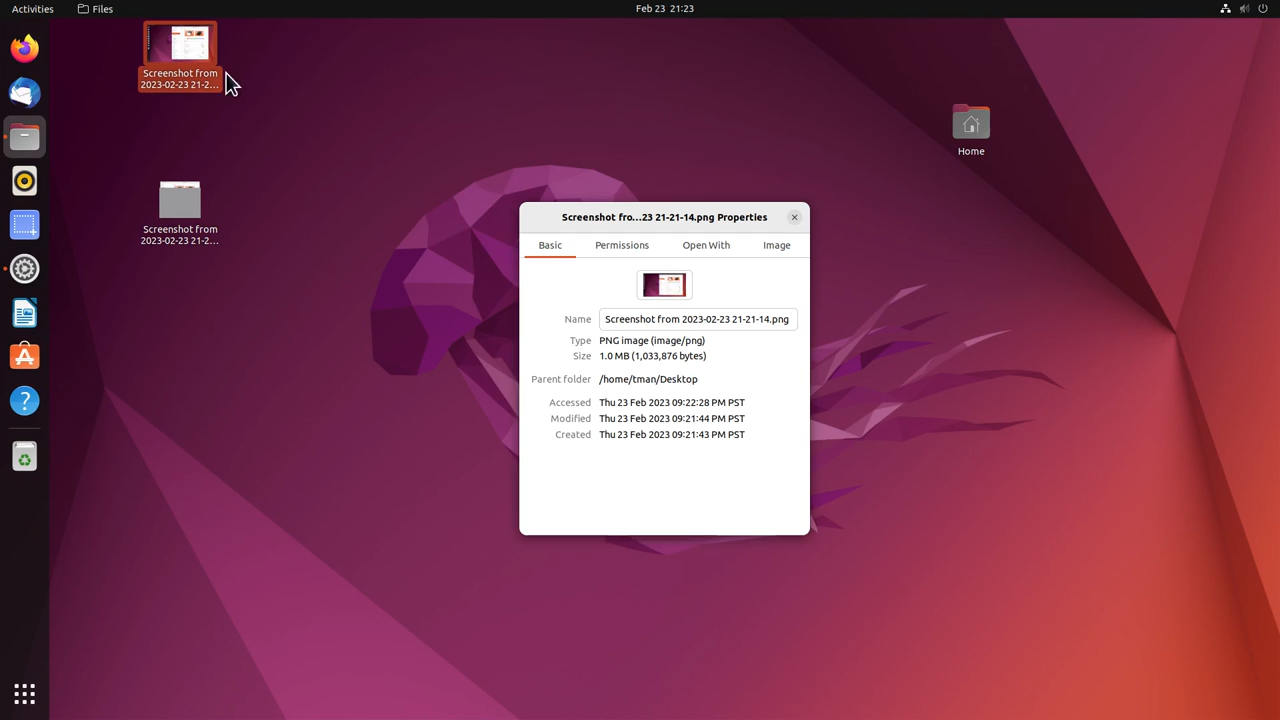 Activities
Files
Feb 23 21:23
Screenshot from
2023-02-23 21-2...
Home
Screenshot from
2023-02-23 21-2...
Screenshot fro...23 21-21-14.png Properties
Basic
Permissions
Open With
Image
Name Screenshot from 2023-02-23 21-21-14.png
Type PNG image (image/png)
Size 1.0 MB (1,033,876 bytes)
Parent folder /home/tman/Desktop
Accessed Thu 23 Feb 2023 09:22:28 PM PST
Modified Thu 23 Feb 2023 09:21:44 PM PST
Created Thu 23 Feb 2023 09:21:43 PM PST